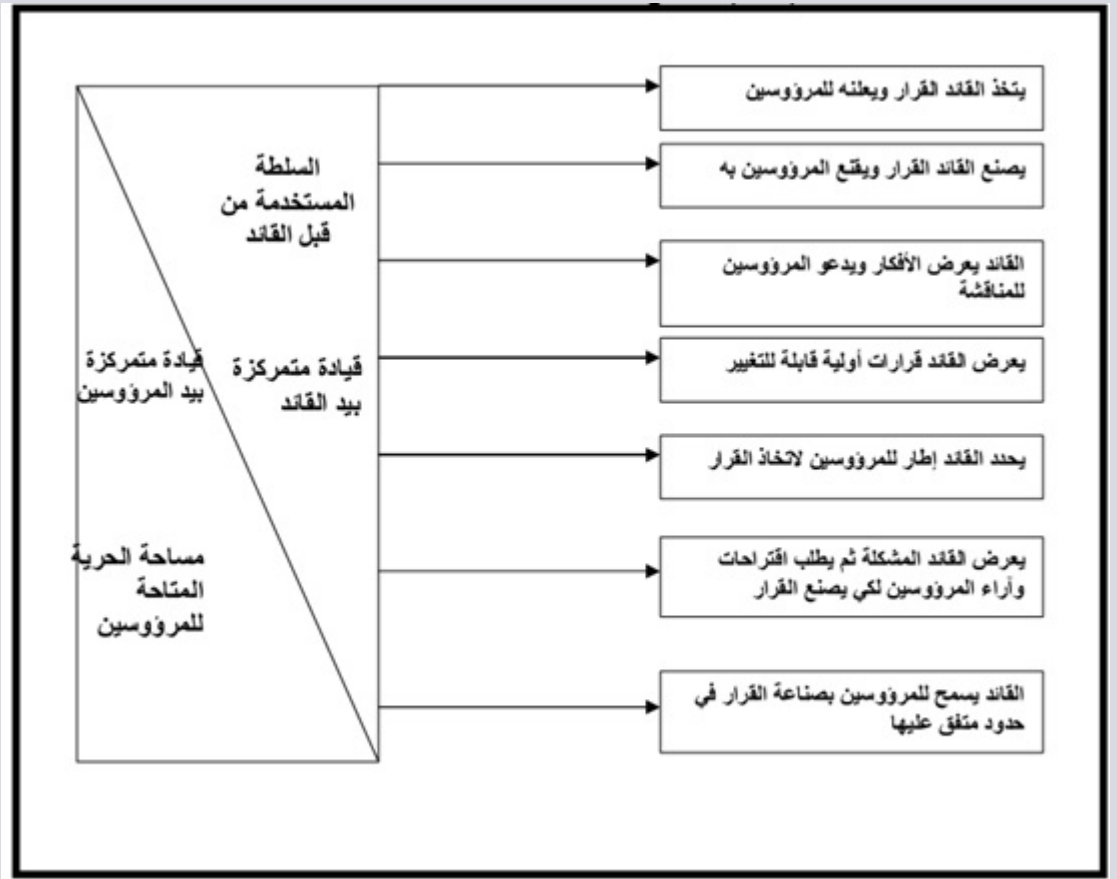 يتخذ القائد القرار ويعلنه للمرؤوسين
يصنع القائد القرار ويقنع المرؤوسين به
القائد يعرض الأفكار ويدعو المرؤوسين
للمناقشة
يعرض القائد قرارات أولية قابلة للتغيير
يحدد القائد إطار للمرؤوسين لاتخاذ القرار
يعرض القائد المشكلة ثم يطلب اقتراحات
وأراء المرؤوسين لكي يصنع القرار
القائد يسمح للمرؤوسين بصناعة القرار في
حدود متفق عليها
السلطة
المستخدمة من
قبل القائد
قيادة متمركزة
بيد القائد
قيادة متمركزة
بيد المرؤوسين
مساحة الحرية
المتاحة
للمرؤوسين